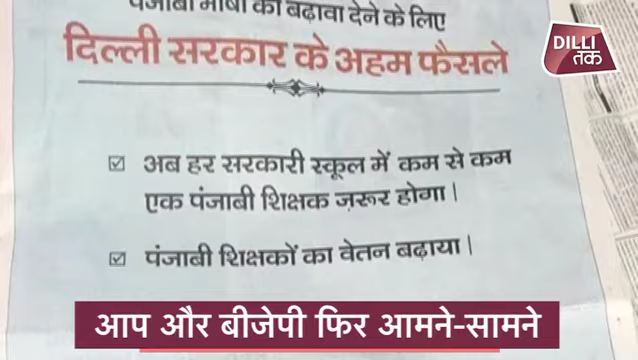 पंजाबी भाषा को बढ़ावा देने के लिए
दिल्ली सरकार के अहम फैसले
DILLI
तक
अब हर सरकारी स्कूल में कम से कम
एक पंजाबी शिक्षक ज़रूर होगा।
पंजाबी शिक्षकों का वेतन बढ़ाया।
आप और बीजेपी फिर आमने-सामने